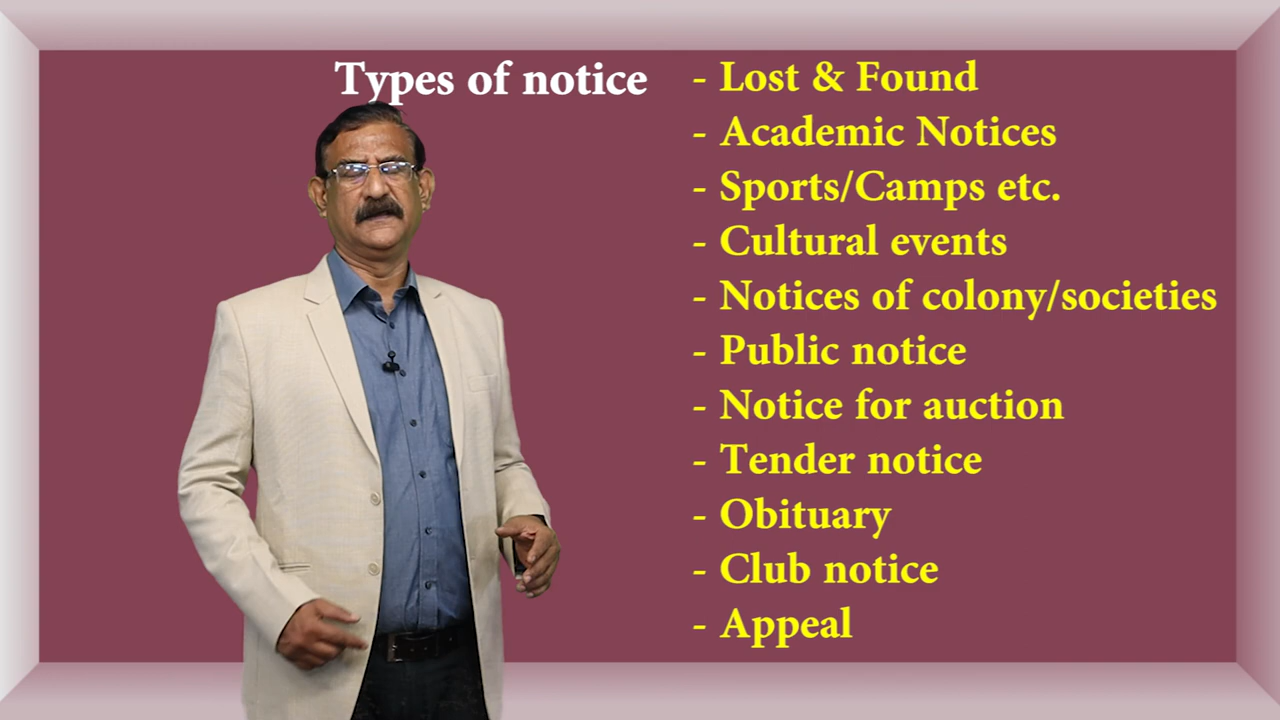 Types of notice
- Lost & Found
- Academic Notices
- Sports/Camps etc.
- Cultural events
- Notices of colony/societies
- Public notice
- Notice for auction
- Tender notice
- Obituary
- Club notice
- Appeal